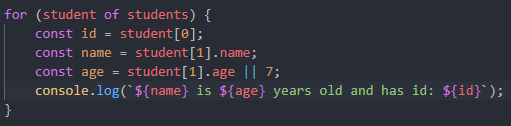 for (student of students) {
    const id = student[0];
    const name = student[1].name;
    const age = student[1].age || 7;
    console.log(`${name} is ${age} years old and has id: ${id}`);
}